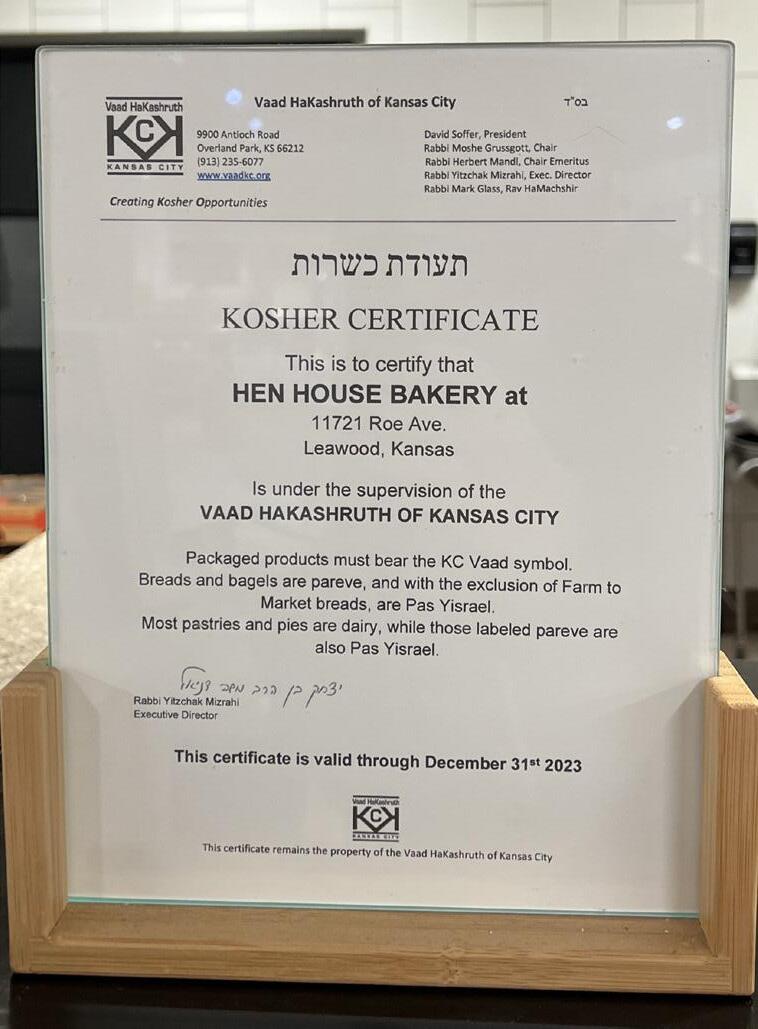 Vaad HaKashruth
KCK
KANSAS CITY
Creating Kosher Opportunities
Vaad HaKashruth of Kansas City
9900 Antioch Road
Overland Park, KS 66212
(913) 235-6077
www.vaadkc.org
בס"ד
David Soffer, President
Rabbi Moshe Grussgott, Chair
Rabbi Herbert Mandl, Chair Emeritus
Rabbi Yitzchak Mizrahi, Exec. Director
Rabbi Mark Glass, Rav HaMachshir
תעודת כשרות
KOSHER CERTIFICATE
This is to certify that
HEN HOUSE BAKERY at
11721 Roe Ave.
Leawood, Kansas
Is under the supervision of the
VAAD HAKASHRUTH OF KANSAS CITY
Packaged products must bear the KC Vaad symbol.
Breads and bagels are pareve, and with the exclusion of Farm to
Market breads, are Pas Yisrael.
Most pastries and pies are dairy, while those labeled pareve are
also Pas Yisrael.
יצחק בן הרב משה
Rabbi Yitzchak Mizrahi
Executive Director
This certificate is valid through December 31st 2023
Vaad HaKashruth
KCK
KANSAS CITY
This certificate remains the property of the Vaad HaKashruth of Kansas City